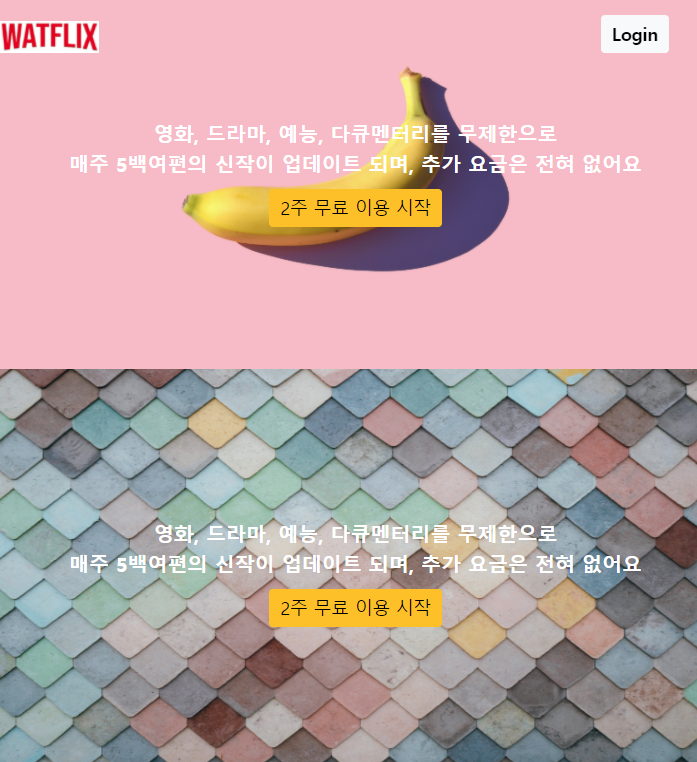 WATFLIX
Login
영화, 드라마, 예능, 다큐멘터리를 무제한으로
매주 5백여편의 신작이 업데이트 되며, 추가 요금은 전혀 없어요
2주 무료 이용 시작
영화, 드라마, 예능, 다큐멘터리를 무제한으로
매주 5백여편의 신작이 업데이트 되며, 추가 요금은 전혀 없어요
2주 무료 이용 시작